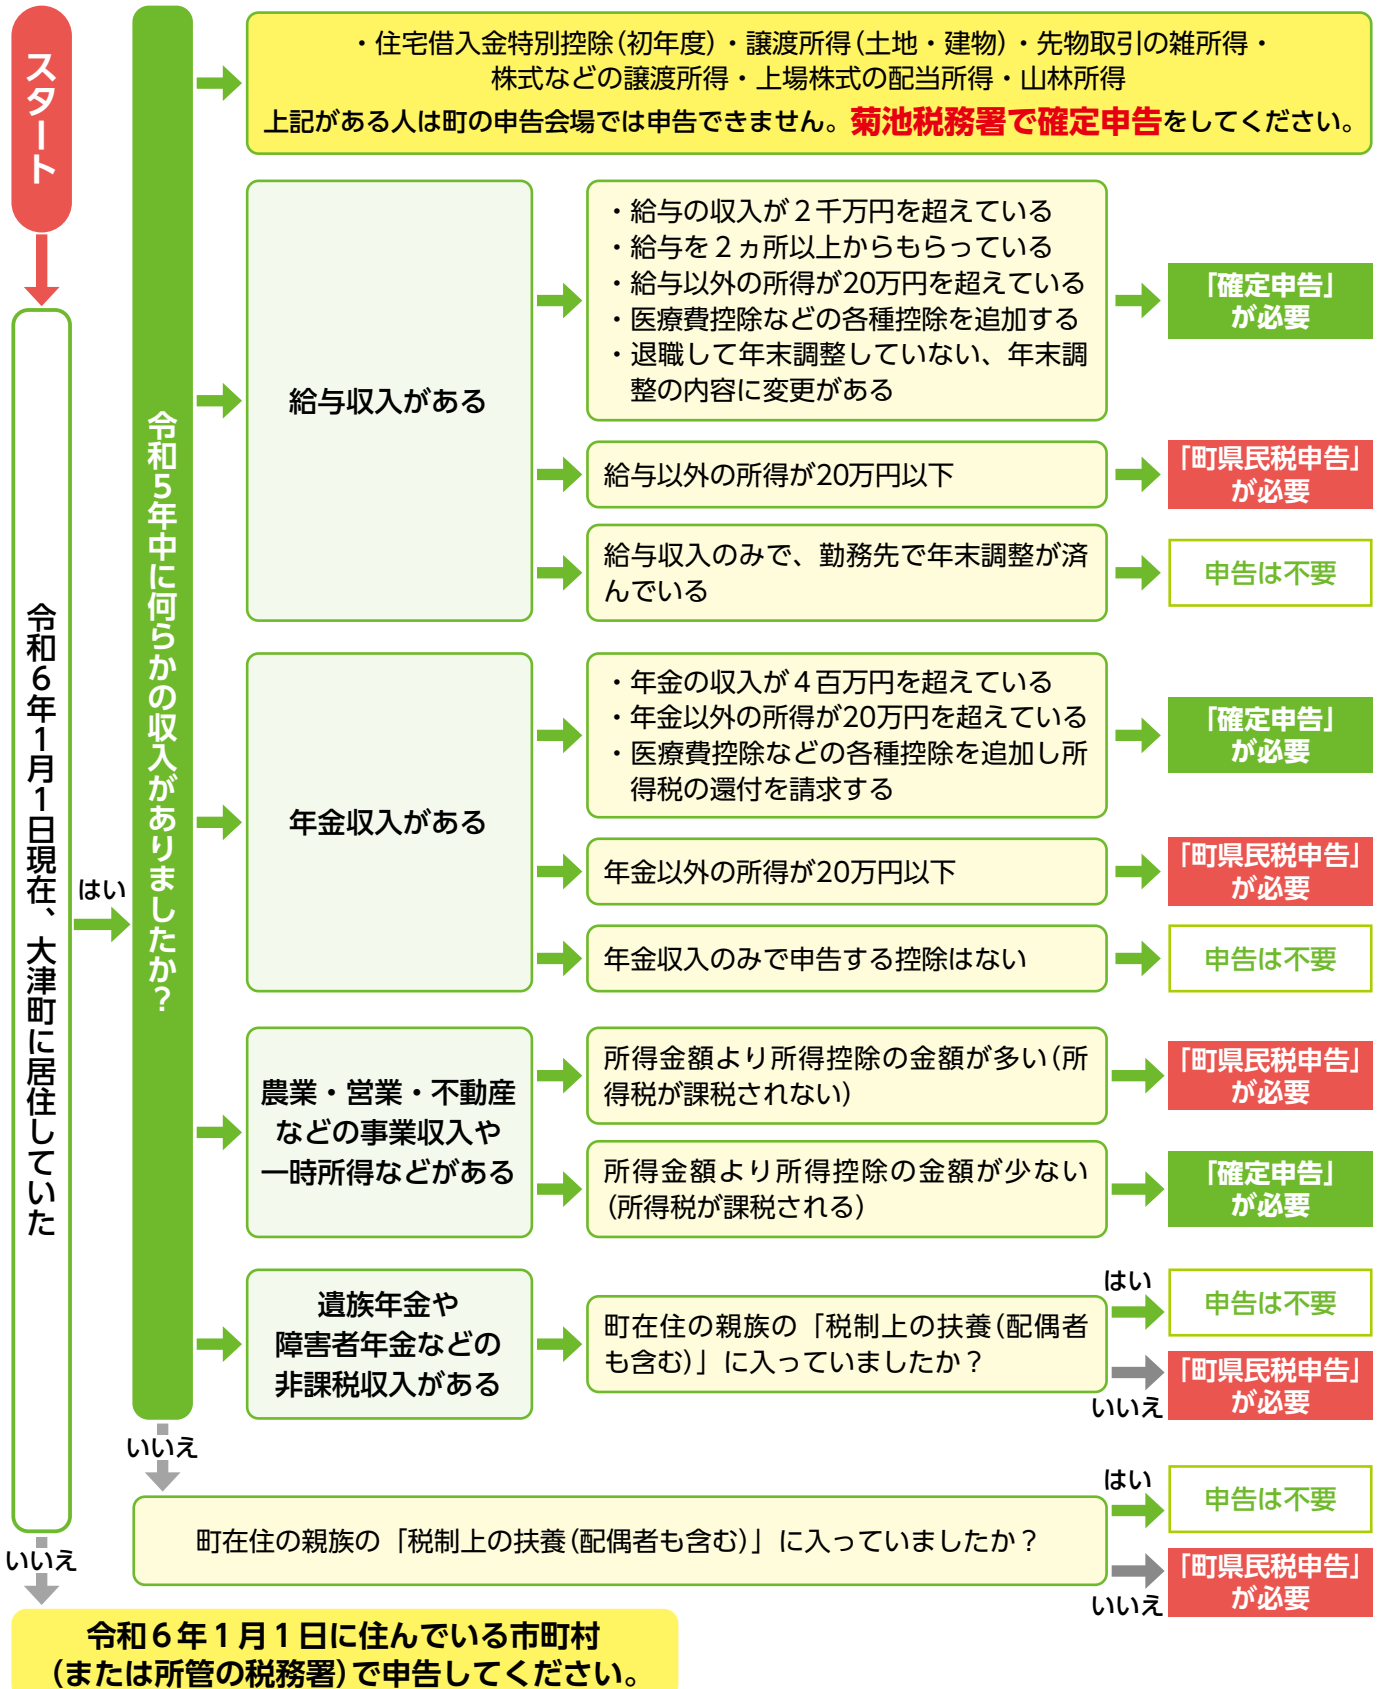 スタート
令和6年1月1日現在、大津町に居住していた
はい
令和5年中に何らかの収入がありましたか？
・住宅借入金特別控除(初年度)・譲渡所得(土地・建物)・先物取引の雑所得・
株式などの譲渡所得・上場株式の配当所得・山林所得
上記がある人は町の申告会場では申告できません。菊池税務署で確定申告をしてください。
給与収入がある
・給与の収入が２千万円を超えている
・給与を２ヵ所以上からもらっている
・給与以外の所得が20万円を超えている
・医療費控除などの各種控除を追加する
・退職して年末調整していない、年末調
整の内容に変更がある
「確定申告」
が必要
給与以外の所得が20万円以下
「町県民税申告」
が必要
給与収入のみで、勤務先で年末調整が済
んでいる
申告は不要
年金収入がある
・年金の収入が４百万円を超えている
・年金以外の所得が20万円を超えている
・医療費控除などの各種控除を追加し所
得税の還付を請求する
「確定申告」
が必要
年金以外の所得が20万円以下
「町県民税申告」
が必要
年金収入のみで申告する控除はない
申告は不要
農業・営業・不動産
などの事業収入や
一時所得などがある
所得金額より所得控除の金額が多い(所
得税が課税されない)
「町県民税申告」
が必要
所得金額より所得控除の金額が少ない
(所得税が課税される)
「確定申告」
が必要
遺族年金や
障害者年金などの
非課税収入がある
町在住の親族の「税制上の扶養(配偶者
も含む)」に入っていましたか？
はい
申告は不要
いいえ
「町県民税申告」
が必要
いいえ
町在住の親族の「税制上の扶養(配偶者も含む)」に入っていましたか？
はい
申告は不要
いいえ
「町県民税申告」
が必要
いいえ
令和６年１月１日に住んでいる市町村
(または所管の税務署)で申告してください。